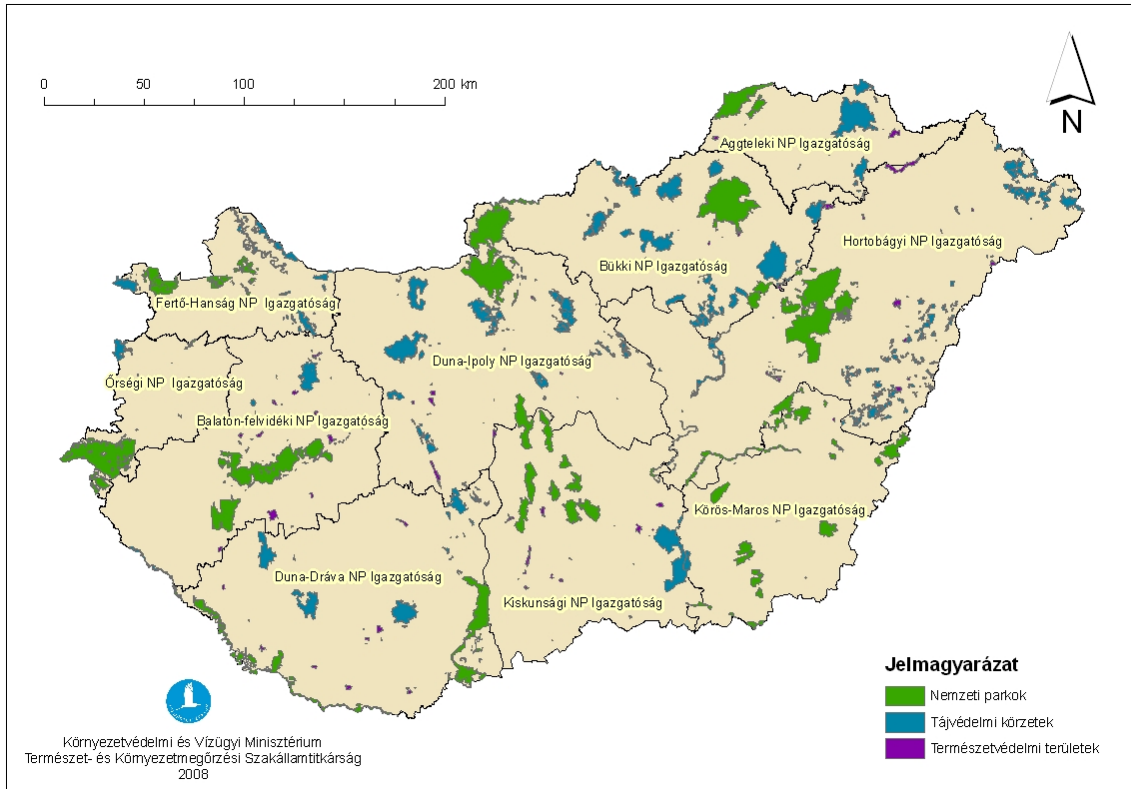 0 50 100 200 km
N
Aggteleki NP Igazgatóság
Hortobágyi NP Igazgatóság
Bükki NP Igazgatóság
Fertő-Hanság NP Igazgatóság
Duna-Ipoly NP Igazgatóság
Őrségi NP Igazgatóság
Balaton-felvidéki NP Igazgatóság
Körös-Maros NP Igazgatóság
Duna-Dráva NP Igazgatóság
Kiskunsági NP Igazgatóság
Jelmagyarázat
Nemzeti parkok
Tájvédelmi körzetek
Természetvédelmi területek
Környezetvédelmi és Vízügyi Minisztérium
Természet- és Környezetmegőrzési Szakállamtitkárság
2008